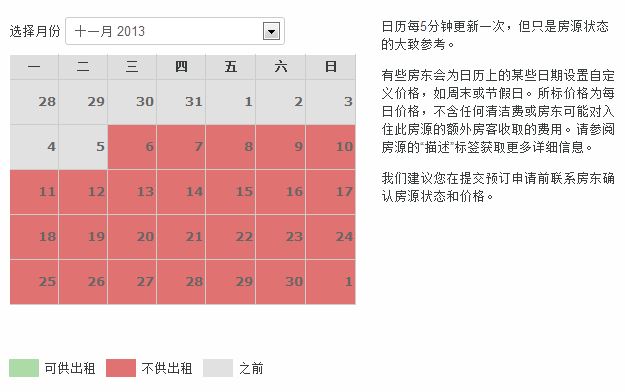 选择月份 十一月 2013
一 二 三 四 五 六 日
28 29 30 31 1 2 3
4 5 6 7 8 9 10
11 12 13 14 15 16 17
18 19 20 21 22 23 24
25 26 27 28 29 30 1
可供出租 不供出租 之前
日历每5分钟更新一次，但只是房源状态
的大致参考。
有些房东会为日历上的某些日期设置自定
义价格，如周末或节假日。所标价格为每
日价格，不含任何清洁费或房东可能对入
住此房源的额外房客收取的费用。请参阅
房源的“描述”标签获取更多详细信息。
我们建议您在提交预订申请前联系房东确
认房源状态和价格。